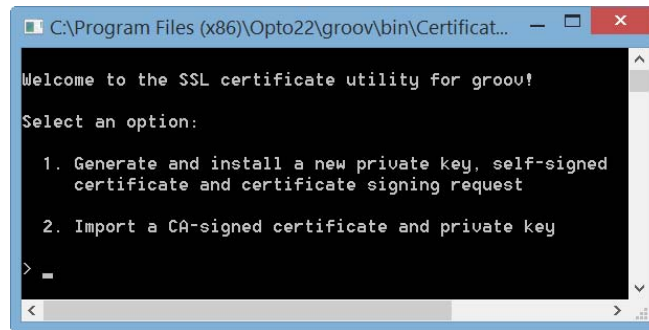 C:\Program Files (x86)\Opto22\groov\bin\Certificat...
Welcome to the SSL certificate utility for groov!
Select an option:
1. Generate and install a new private key, self-signed
certificate and certificate signing request
2. Import a CA-signed certificate and private key
>